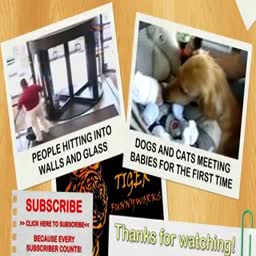 PEOPLE HITTING INTO
WALLS AND GLASS
DOGS AND CATS MEETING
BABIES FOR THE FIRST TIME
SUBSCRIBE
>> CLICK HERE TO SUBSCRIBE<<
BECAUSE EVERY
SUBSCRIBER COUNTS!
TIGER
FUNNYWORKS
Thanks for watching!